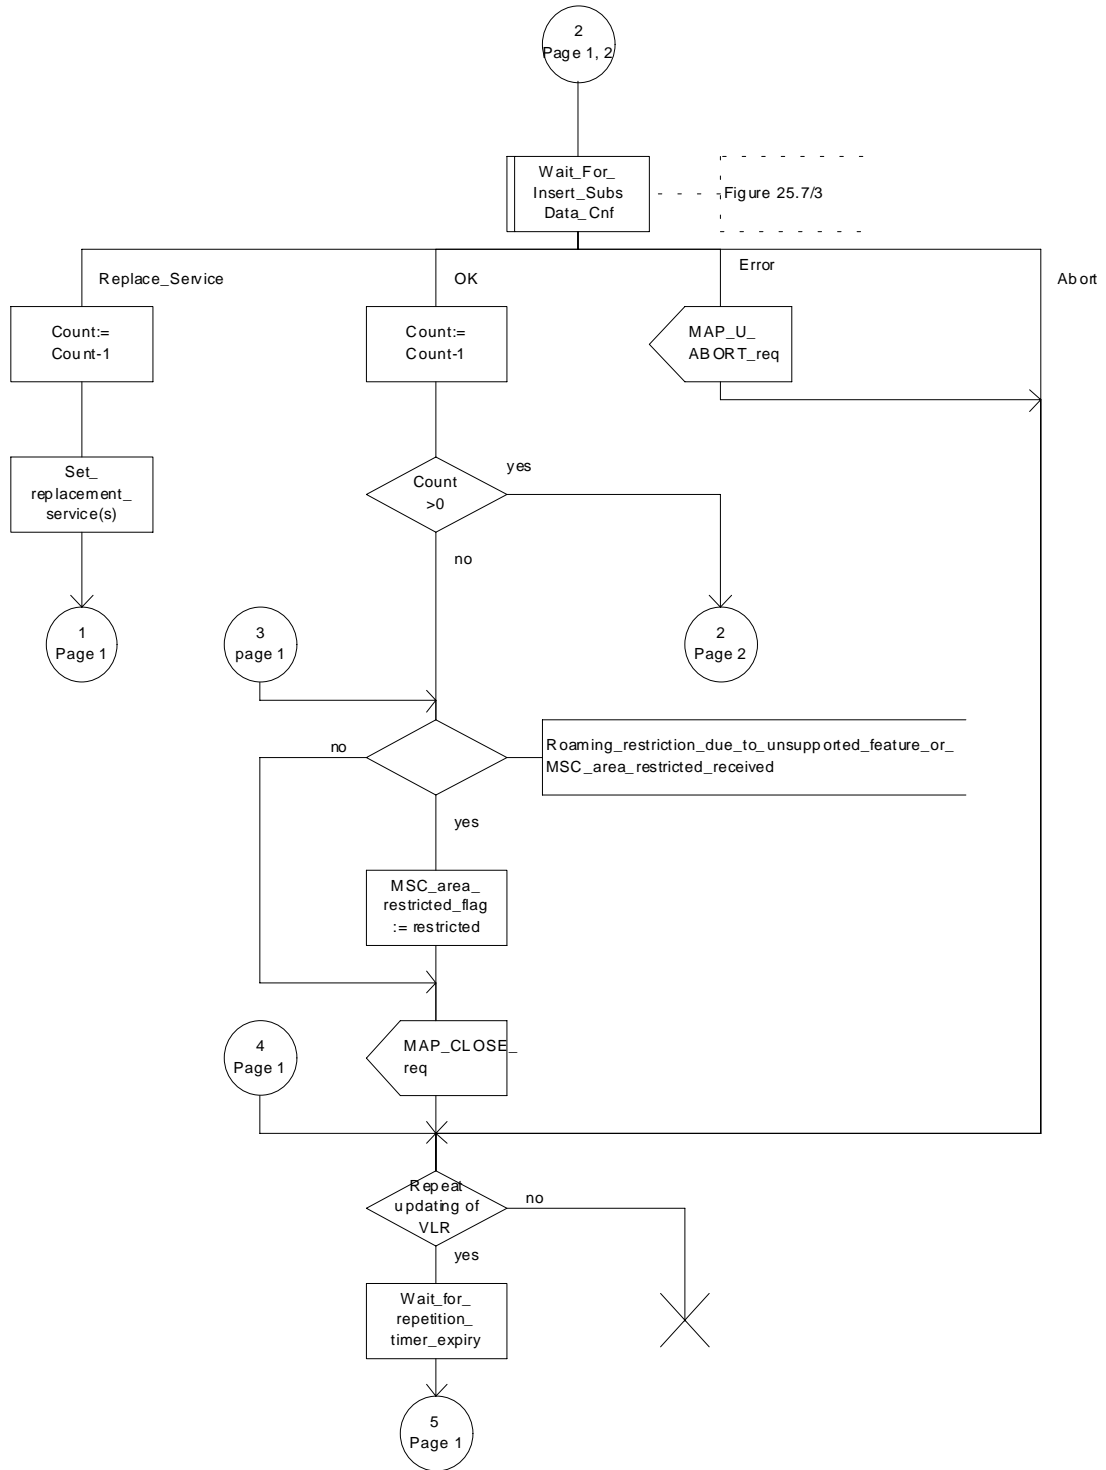 2
Page 1, 2
Wait_For_
Insert_Subs
Data_Cnf
Figure 25.7/3
Replace_Service
OK
Error
Abort
Count:=
Count-1
Count:=
Count-1
MAP_U_
ABORT_req
Set_
replacement_
service(s)
Count
>0
yes
no
1
Page 1
3
page 1
2
Page 2
no
Roaming_restriction_due_to_unsupported_feature_or_
MSC_area_restricted_received
yes
MSC_area_
restricted_flag
:= restricted
4
Page 1
MAP_CLOSE_
req
Repeat
updating of
VLR
no
yes
Wait_for_
repetition_
timer_expiry
5
Page 1